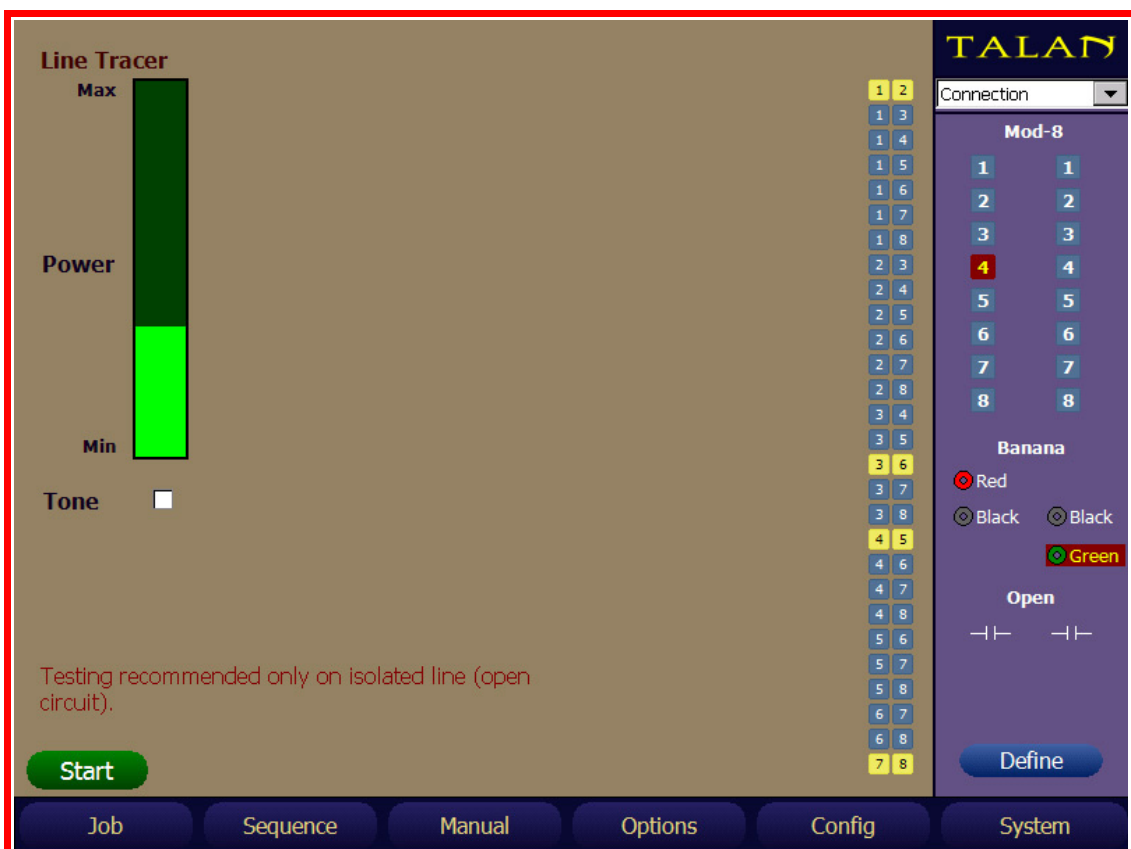 Line Tracer
Max
Power
Min
Tone
Testing recommended only on isolated line (open
circuit).
Start
1 2
1 3
1 4
1 5
1 6
1 7
1 8
2 3
2 4
2 5
2 6
2 7
2 8
3 4
3 5
3 6
3 7
3 8
4 5
4 6
4 7
4 8
5 6
5 7
5 8
6 7
6 8
7 8
TALAN
Connection
Mod-8
1 1
2 2
3 3
4 4
5 5
6 6
7 7
8 8
Banana
Red
Black Black
Green
Open
Define
Job Sequence Manual Options Config System